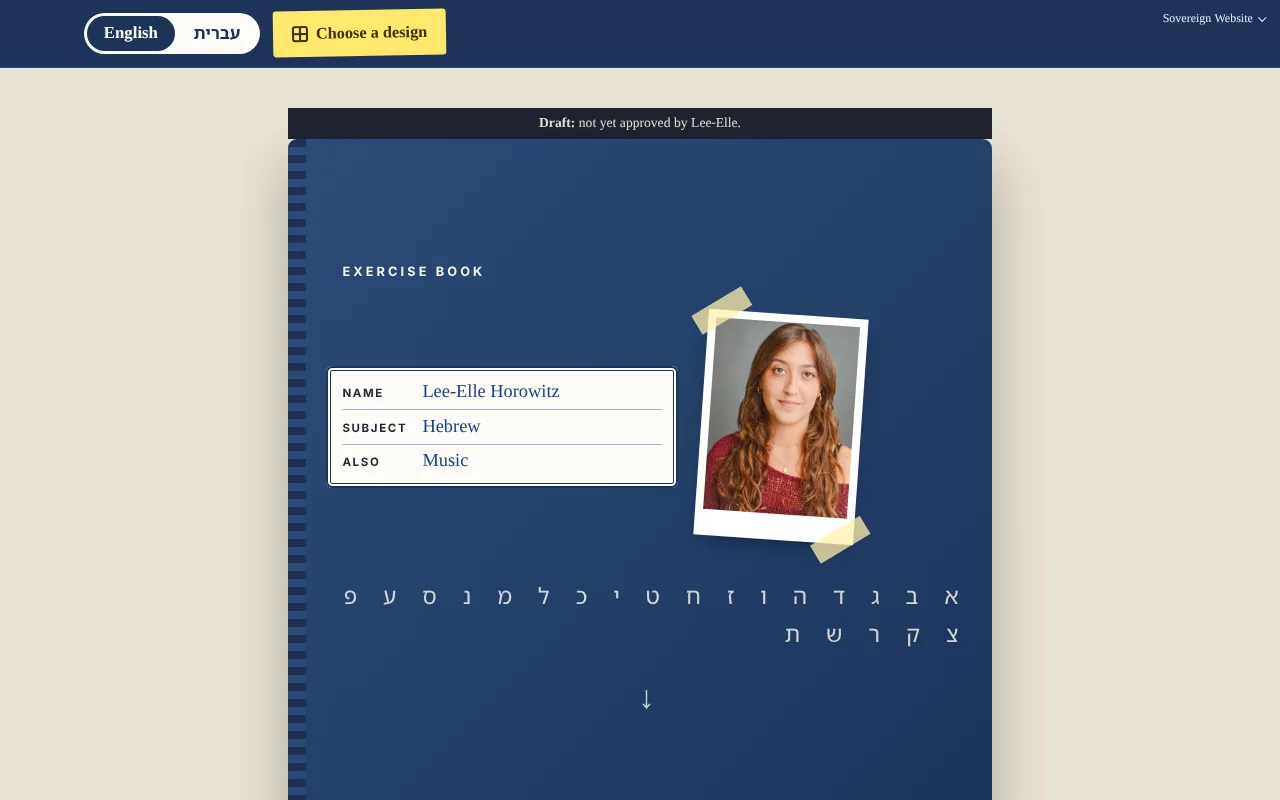 English עברית Choose a design Sovereign Website
Draft: not yet approved by Lee-Elle.
EXERCISE BOOK
NAME Lee-Elle Horowitz
SUBJECT Hebrew
ALSO Music
א ב ג ד ה ו ז ח ט י כ ל מ נ ס ע פ
צ ק ר ש ת
↓